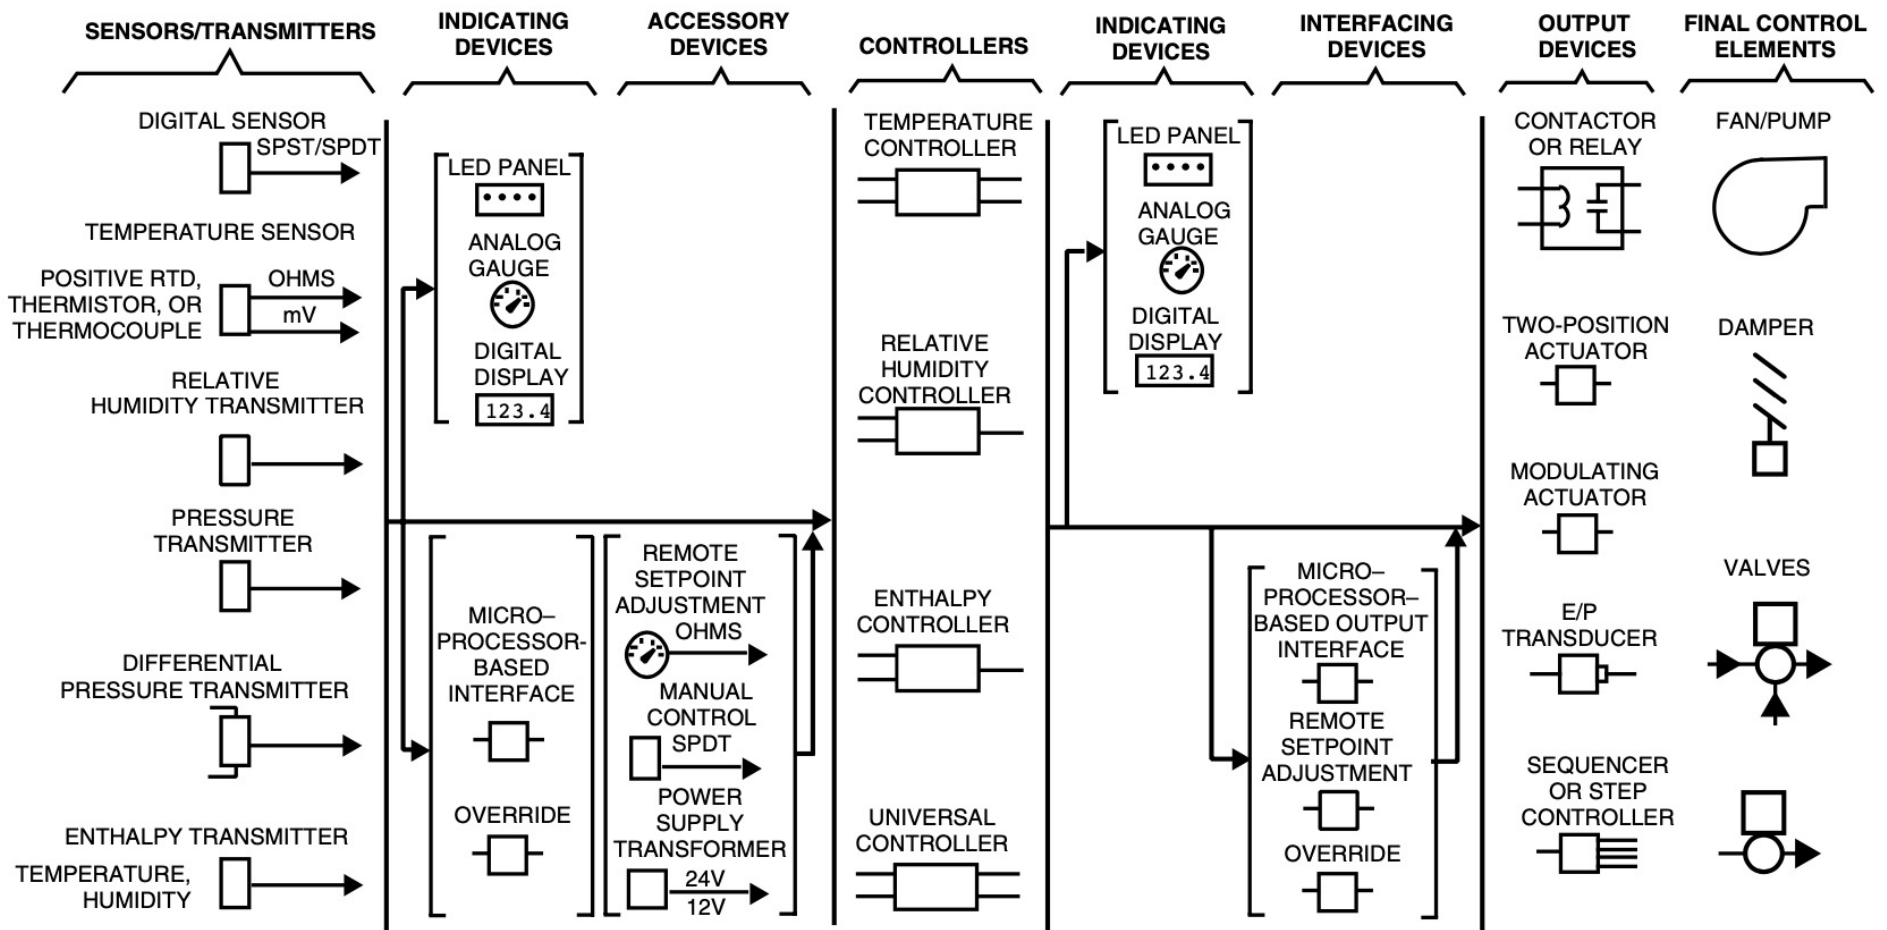 SENSORS/TRANSMITTERS
INDICATING
DEVICES
ACCESSORY
DEVICES
CONTROLLERS
INDICATING
DEVICES
INTERFACING
DEVICES
OUTPUT
DEVICES
FINAL CONTROL
ELEMENTS
DIGITAL SENSOR
SPST/SPDT
TEMPERATURE SENSOR
POSITIVE RTD,
THERMISTOR, OR
THERMOCOUPLE
OHMS
mV
RELATIVE
HUMIDITY TRANSMITTER
PRESSURE
TRANSMITTER
DIFFERENTIAL
PRESSURE TRANSMITTER
ENTHALPY TRANSMITTER
TEMPERATURE,
HUMIDITY
LED PANEL
ANALOG
GAUGE
DIGITAL
DISPLAY
123.4
MICRO–
PROCESSOR-
BASED
INTERFACE
OVERRIDE
REMOTE
SETPOINT
ADJUSTMENT
OHMS
MANUAL
CONTROL
SPDT
POWER
SUPPLY
TRANSFORMER
24V
12V
TEMPERATURE
CONTROLLER
RELATIVE
HUMIDITY
CONTROLLER
ENTHALPY
CONTROLLER
UNIVERSAL
CONTROLLER
LED PANEL
ANALOG
GAUGE
DIGITAL
DISPLAY
123.4
MICRO–
PROCESSOR–
BASED OUTPUT
INTERFACE
REMOTE
SETPOINT
ADJUSTMENT
OVERRIDE
CONTACTOR
OR RELAY
TWO-POSITION
ACTUATOR
MODULATING
ACTUATOR
E/P
TRANSDUCER
SEQUENCER
OR STEP
CONTROLLER
FAN/PUMP
DAMPER
VALVES